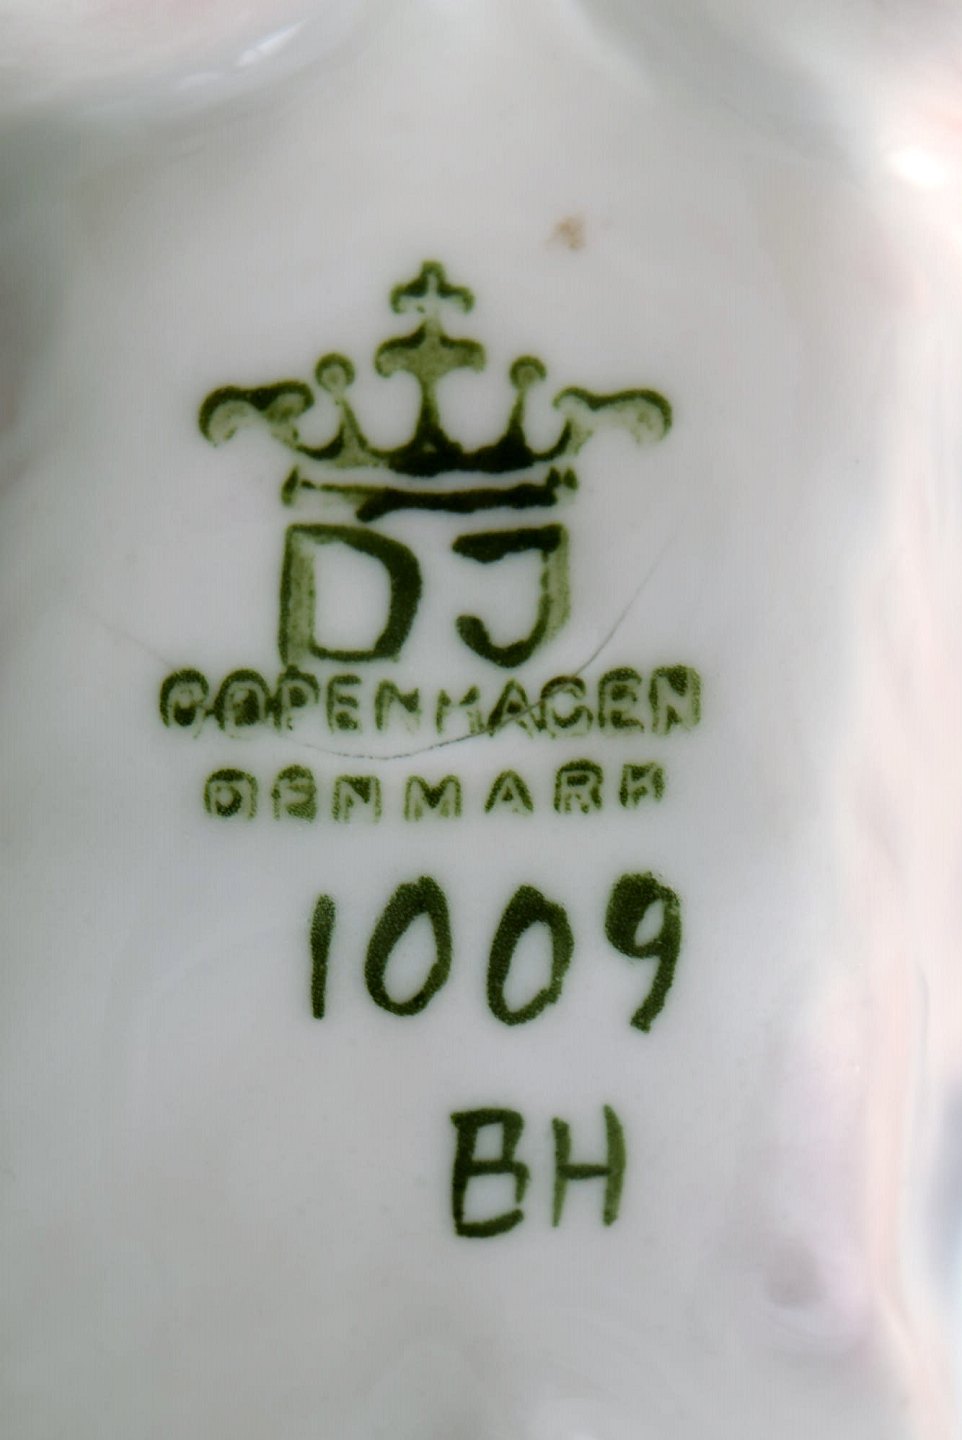 DJ
COPENHAGEN
DENMARK
1009
BH